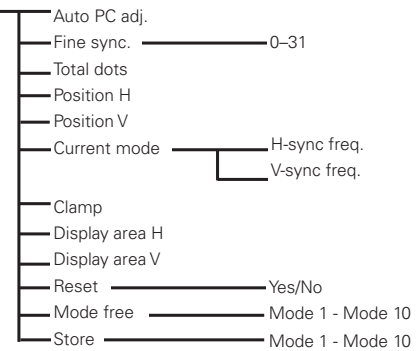 Auto PC adj.
Fine sync. 0–31
Total dots
Position H
Position V
Current mode H-sync freq.
V-sync freq.
Clamp
Display area H
Display area V
Reset Yes/No
Mode free Mode 1 - Mode 10
Store Mode 1 - Mode 10